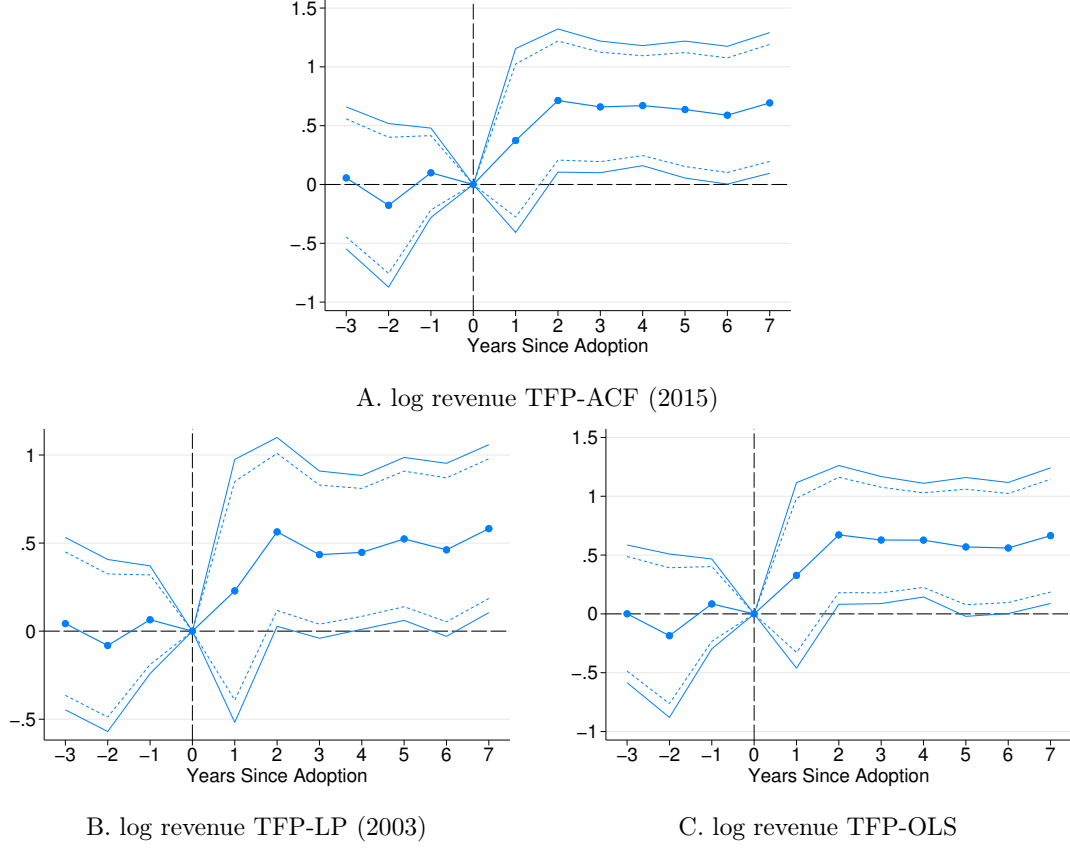 1.5
1
.5
0
−.5
−1
−3 −2 −1 0 1 2 3 4 5 6 7
Years Since Adoption
A. log revenue TFP-ACF (2015)
1
.5
0
−.5
−3 −2 −1 0 1 2 3 4 5 6 7
Years Since Adoption
B. log revenue TFP-LP (2003)
1.5
1
.5
0
−.5
−1
−3 −2 −1 0 1 2 3 4 5 6 7
Years Since Adoption
C. log revenue TFP-OLS